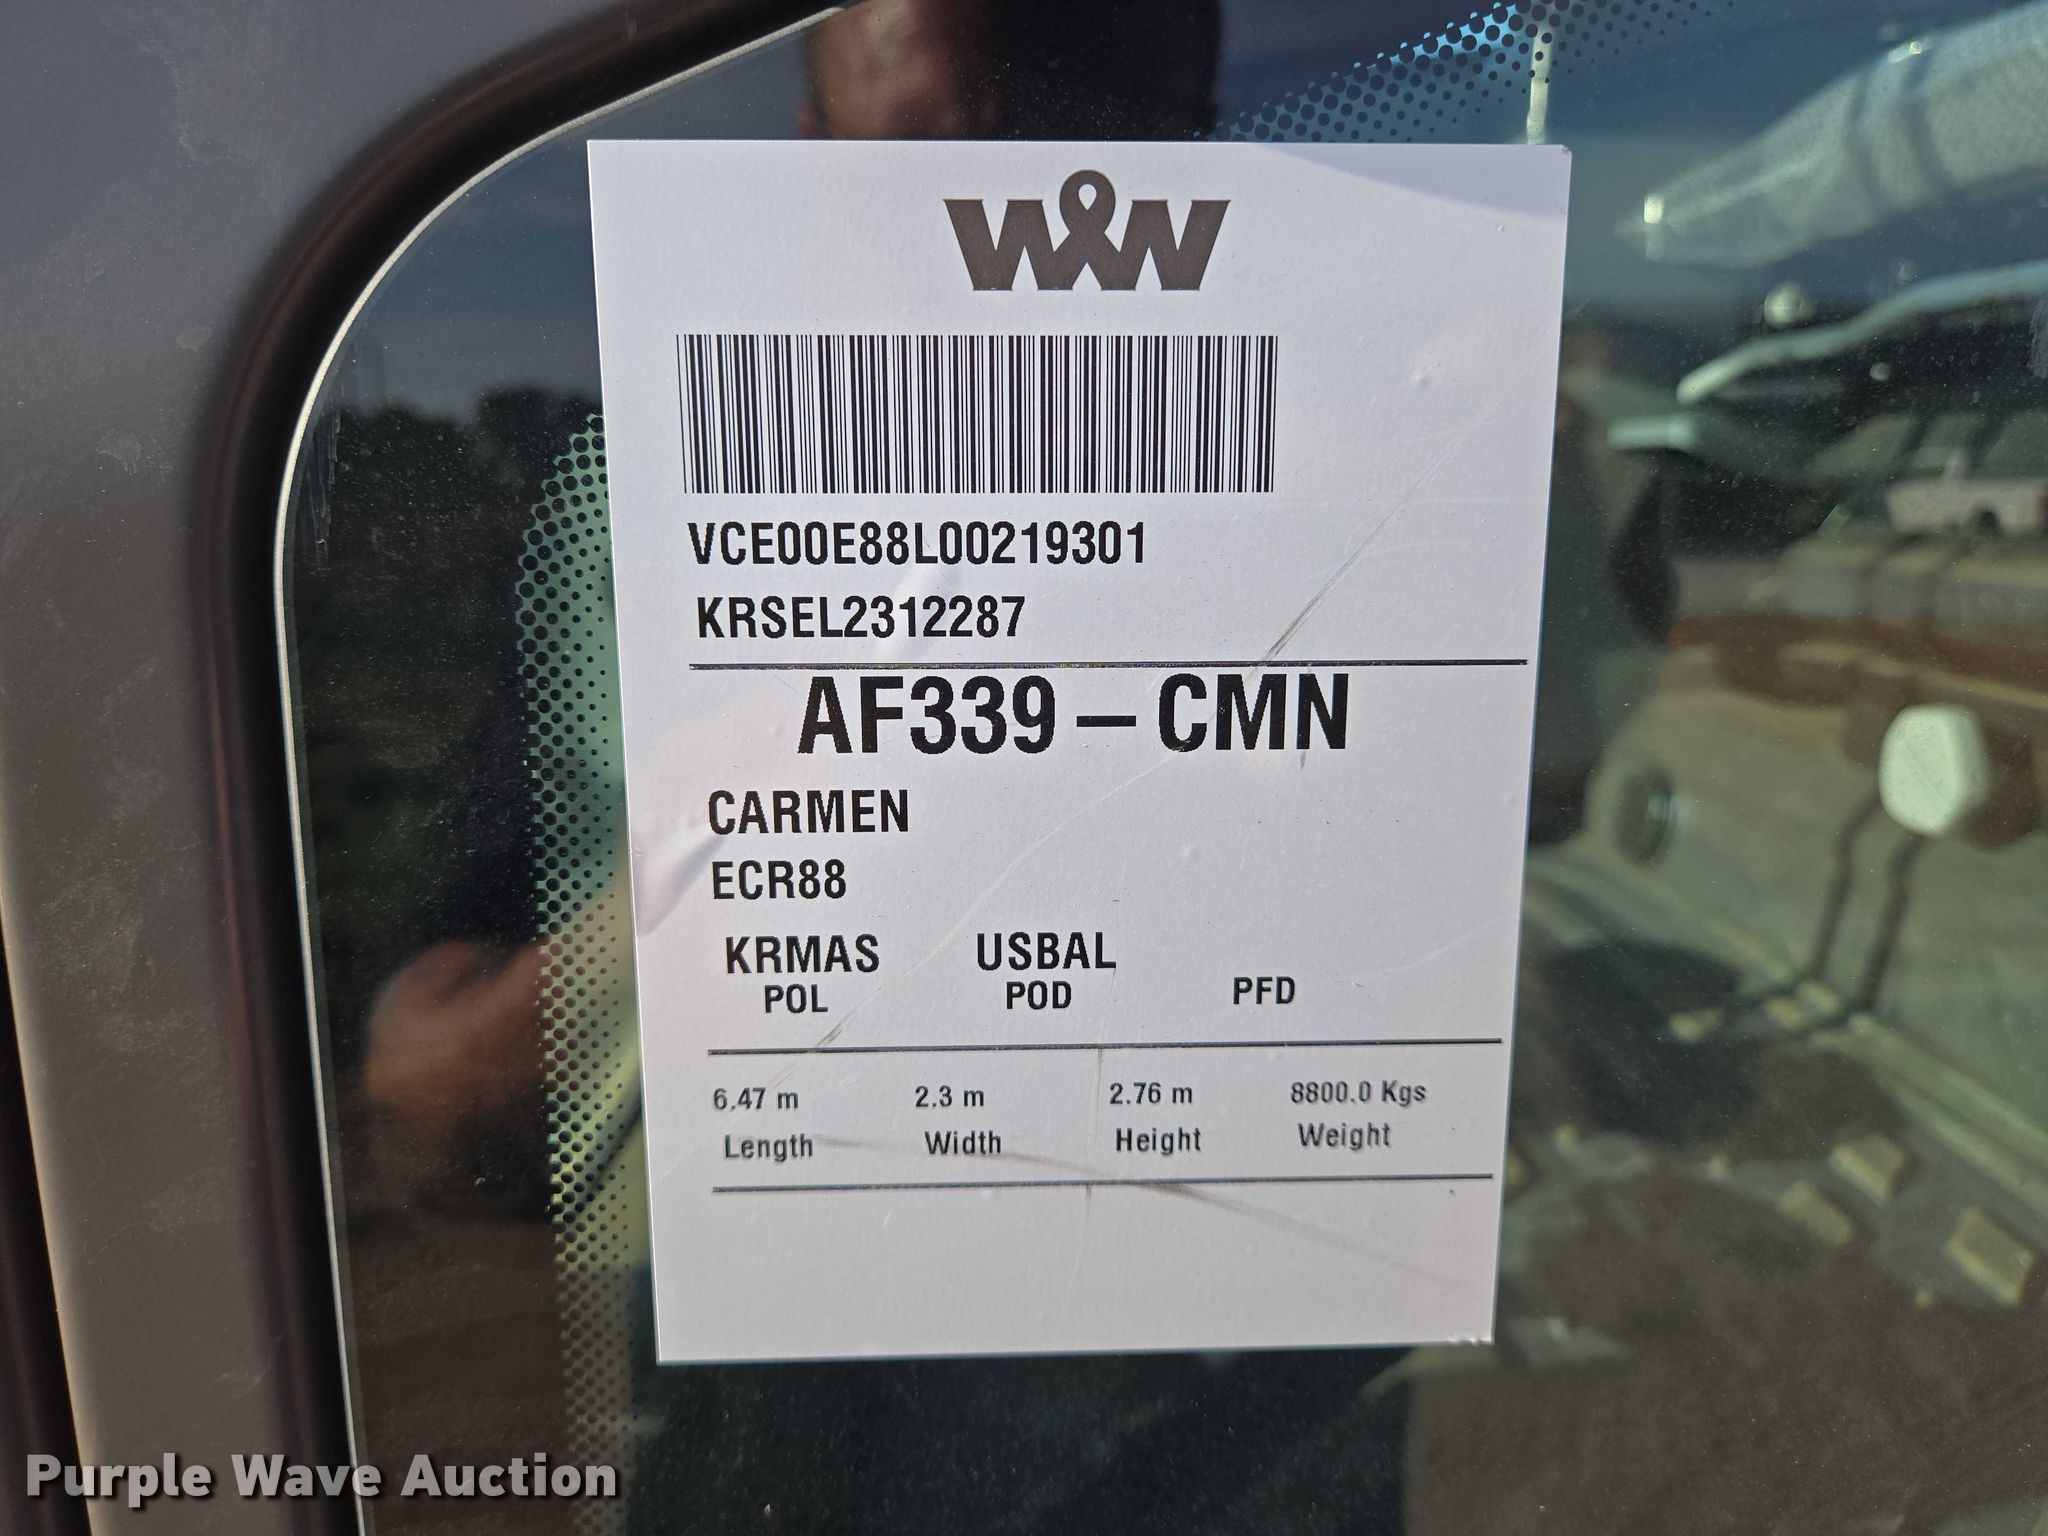 W&W
VCE00E88L00219301
KRSEL2312287
AF339 – CMN
CARMEN
ECR88
KRMAS USBAL
POL POD PFD
6.47 m 2.3 m 2.76 m 8800.0 Kgs
Length Width Height Weight
Purple Wave Auction